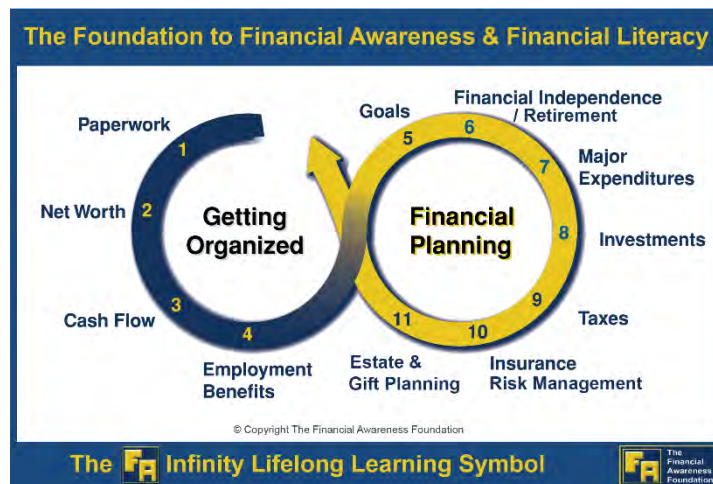 The Foundation to Financial Awareness & Financial Literacy
Paperwork
1
Net Worth
2
Cash Flow
3
4
Employment
Benefits
Getting
Organized
Goals
5
Financial Independence
/ Retirement
6
7
Major
Expenditures
8
Investments
9
Taxes
10
Insurance
Risk Management
11
Estate &
Gift Planning
Financial
Planning
© Copyright The Financial Awareness Foundation
The FA Infinity Lifelong Learning Symbol
FA
The
Financial
Awareness
Foundation